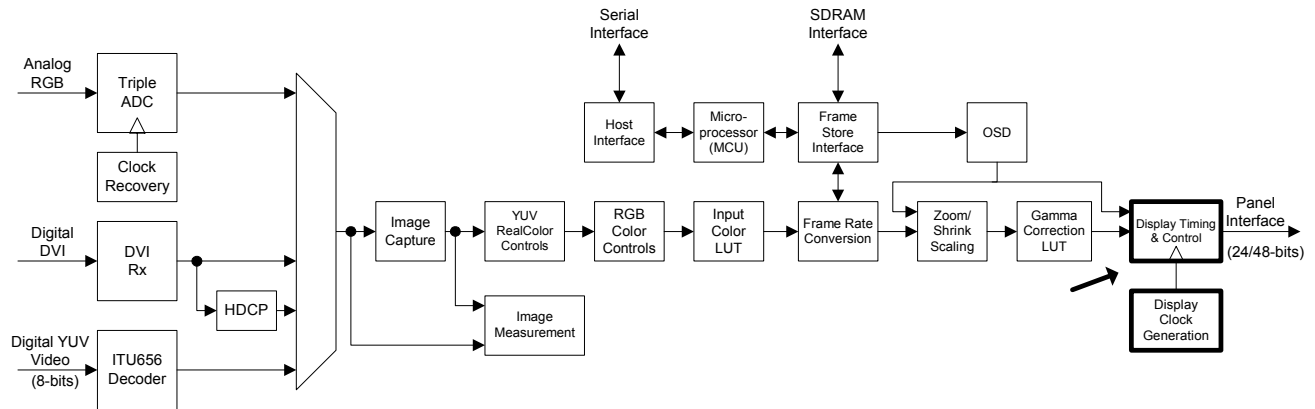 Serial
Interface
SDRAM
Interface
Analog
RGB
Triple
ADC
Clock
Recovery
Host
Interface
Micro-
processor
(MCU)
Frame
Store
Interface
OSD
Digital
DVI
DVI
Rx
HDCP
Image
Capture
YUV
RealColor
Controls
RGB
Color
Controls
Input
Color
LUT
Frame Rate
Conversion
Zoom/
Shrink
Scaling
Gamma
Correction
LUT
Display Timing
& Control
Panel
Interface
(24/48-bits)
Image
Measurement
Display
Clock
Generation
Digital YUV
Video
(8-bits)
ITU656
Decoder